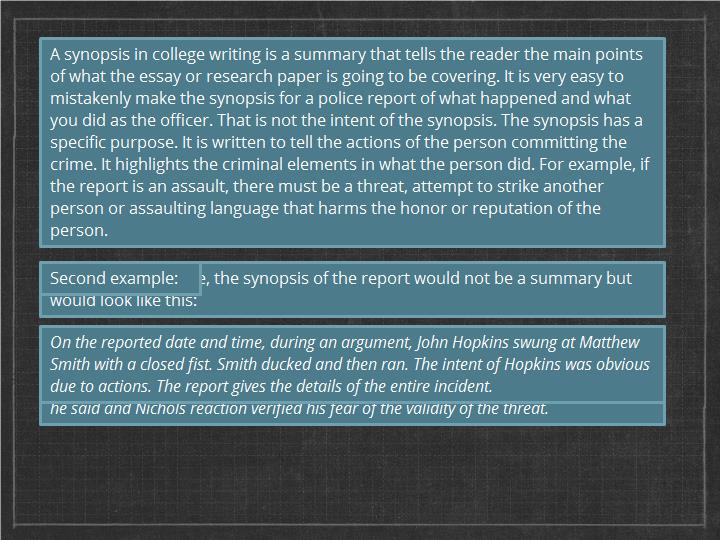 A synopsis in college writing is a summary that tells the reader the main points
of what the essay or research paper is going to be covering. It is very easy to
mistakenly make the synopsis for a police report of what happened and what
you did as the officer. That is not the intent of the synopsis. The synopsis has a
specific purpose. It is written to tell the actions of the person committing the
crime. It highlights the criminal elements in what the person did. For example, if
the report is an assault, there must be a threat, attempt to strike another
person or assaulting language that harms the honor or reputation of the
person.
Second example: , the synopsis of the report would not be a summary but
would look like this:
On the reported date and time, during an argument, John Hopkins swung at Matthew
Smith with a closed fist. Smith ducked and then ran. The intent of Hopkins was obvious
due to actions. The report gives the details of the entire incident.
he said and Nichols reaction verified his fear of the validity of the threat.